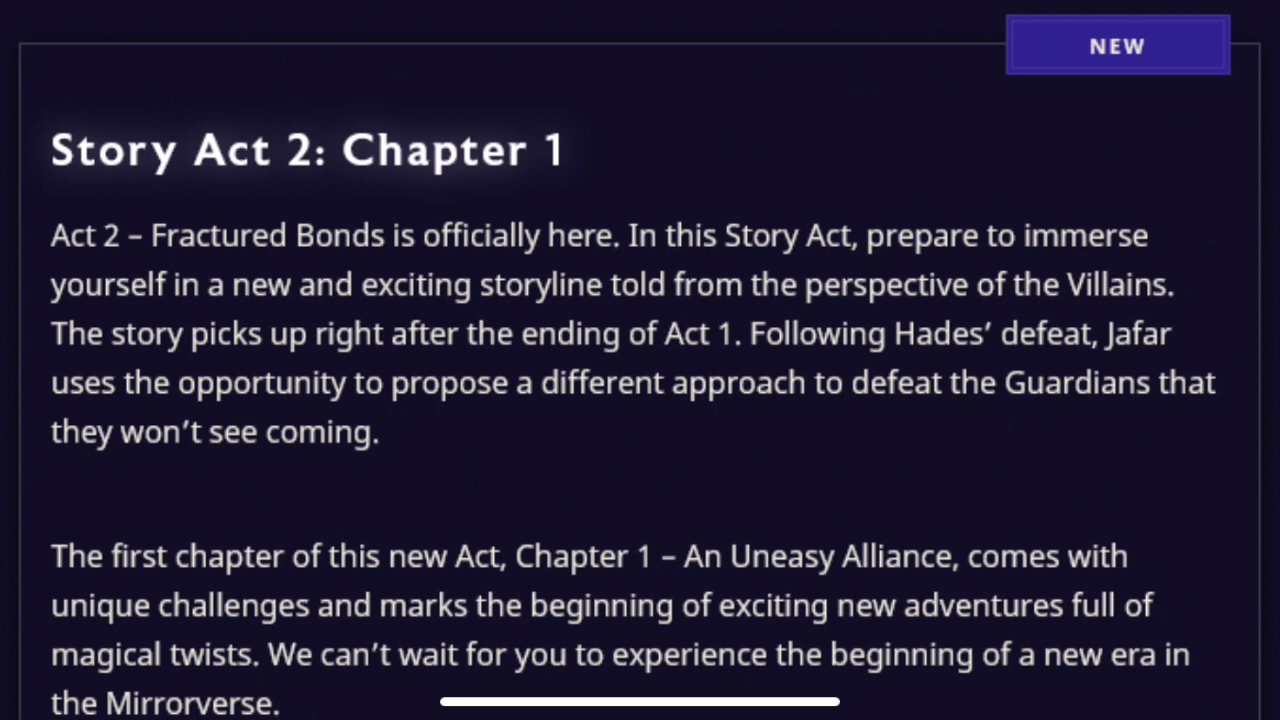 NEW
Story Act 2: Chapter 1
Act 2 – Fractured Bonds is officially here. In this Story Act, prepare to immerse
yourself in a new and exciting storyline told from the perspective of the Villains.
The story picks up right after the ending of Act 1. Following Hades’ defeat, Jafar
uses the opportunity to propose a different approach to defeat the Guardians that
they won’t see coming.
The first chapter of this new Act, Chapter 1 – An Uneasy Alliance, comes with
unique challenges and marks the beginning of exciting new adventures full of
magical twists. We can’t wait for you to experience the beginning of a new era in
the Mirrorverse.